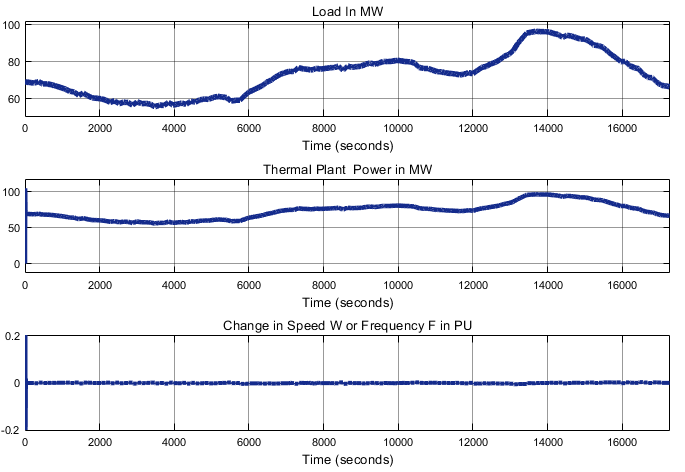 Load In MW
100
80
60
0 2000 4000 6000 8000 10000 12000 14000 16000
Time (seconds)
Thermal Plant  Power in MW
100
50
0
0 2000 4000 6000 8000 10000 12000 14000 16000
Time (seconds)
Change in Speed W or Frequency F in PU
0.2
0
-0.2
0 2000 4000 6000 8000 10000 12000 14000 16000
Time (seconds)